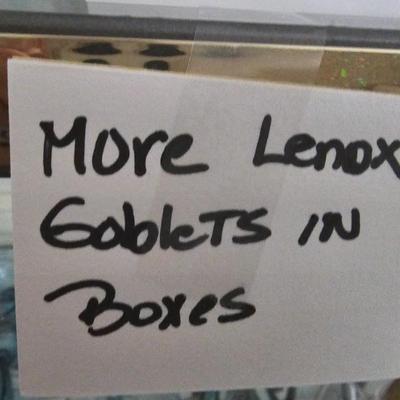 More Lenox
Goblets in
Boxes